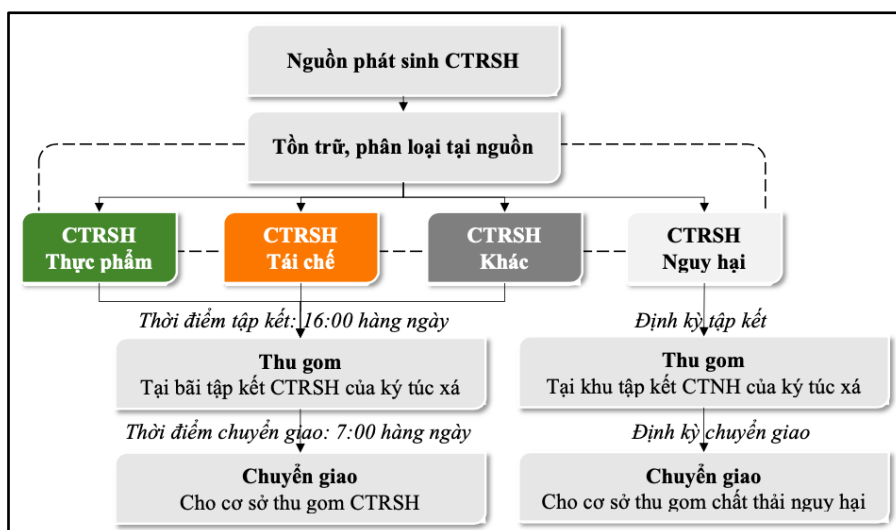 Nguồn phát sinh CTRSH
Tồn trữ, phân loại tại nguồn
CTRSH
Thực phẩm
CTRSH
Tái chế
CTRSH
Khác
CTRSH
Nguy hại
Thời điểm tập kết: 16:00 hàng ngày
Định kỳ tập kết
Thu gom
Tại bãi tập kết CTRSH của ký túc xá
Thu gom
Tại khu tập kết CTNH của ký túc xá
Thời điểm chuyển giao: 7:00 hàng ngày
Định kỳ chuyển giao
Chuyển giao
Cho cơ sở thu gom CTRSH
Chuyển giao
Cho cơ sở thu gom chất thải nguy hại